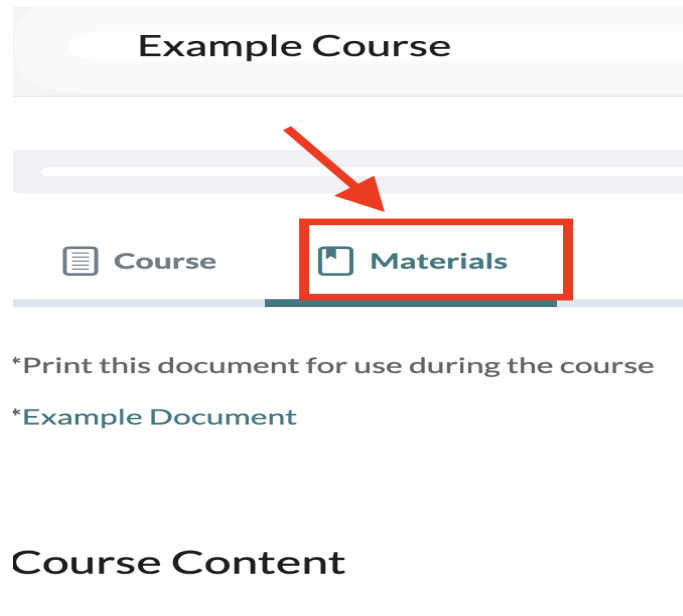 Example Course
Course
Materials
*Print this document for use during the course
*Example Document
Course Content